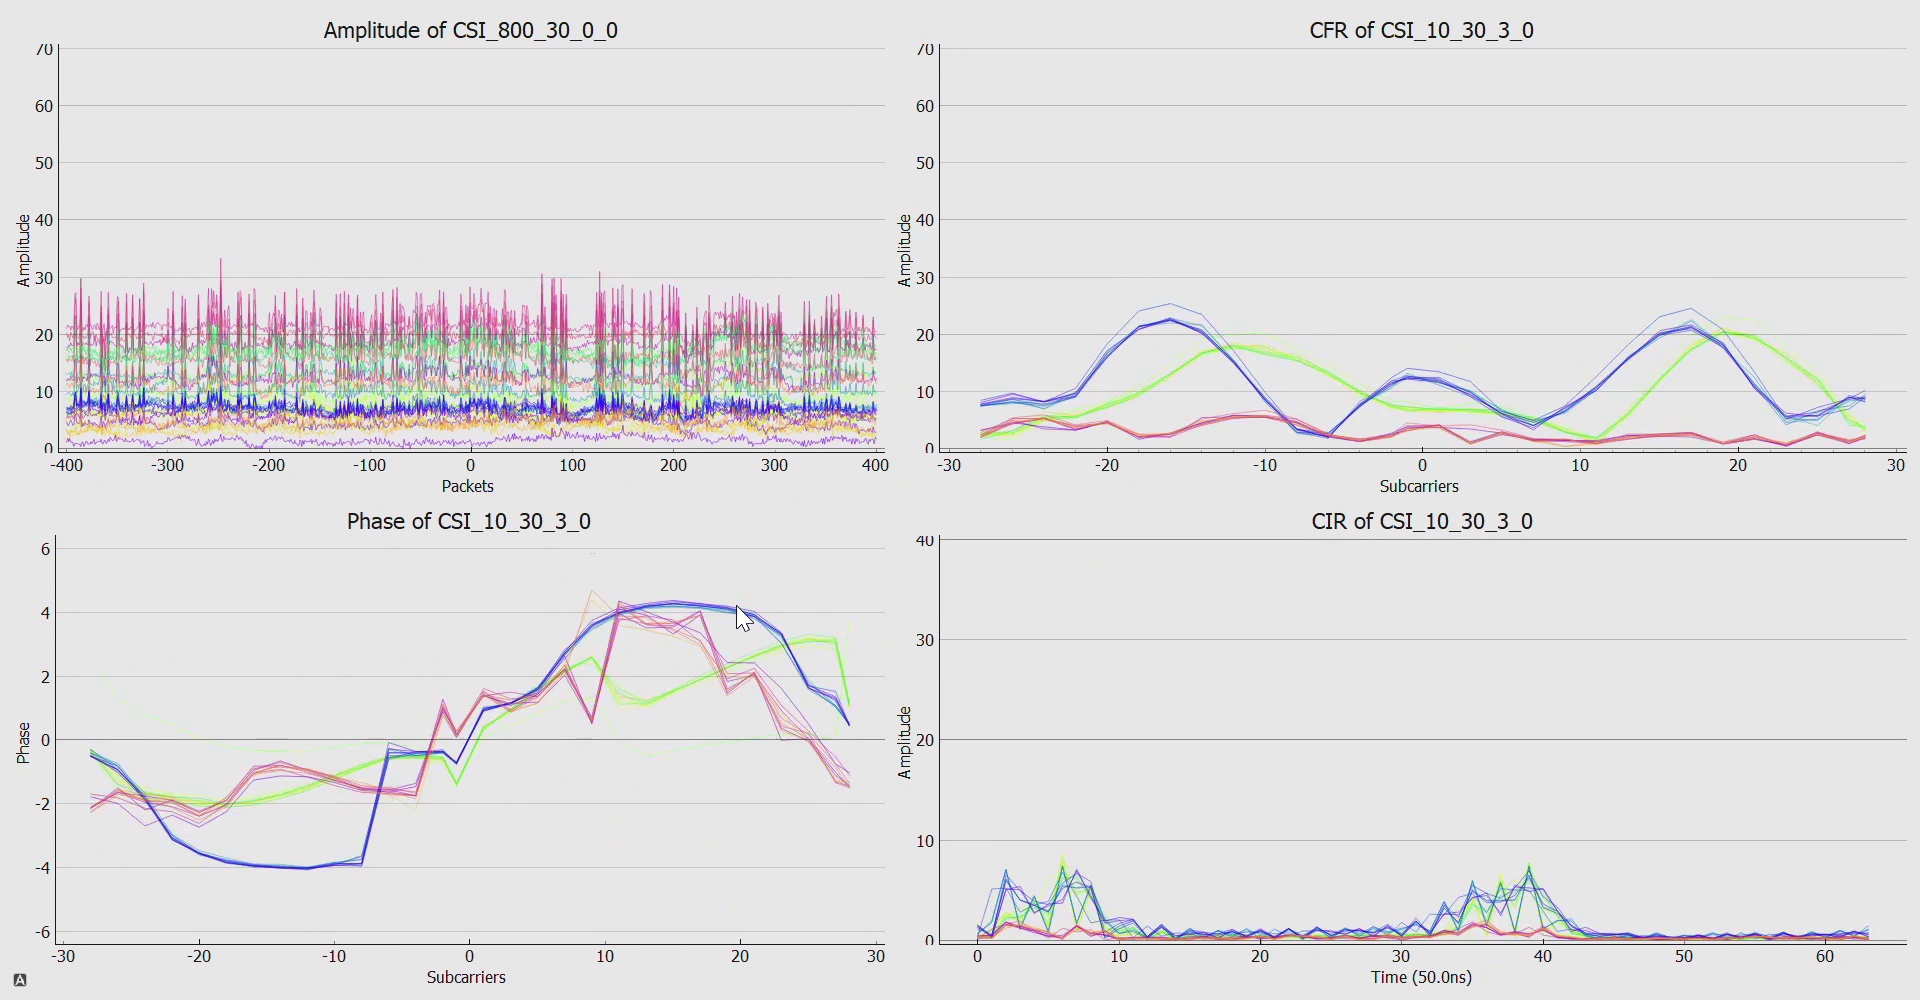 Amplitude of CSI_800_30_0_0
70
60
50
40
30
20
10
0
Amplitude
-400 -300 -200 -100 0 100 200 300 400
Packets
CFR of CSI_10_30_3_0
70
60
50
40
30
20
10
0
Amplitude
-30 -20 -10 0 10 20 30
Subcarriers
Phase of CSI_10_30_3_0
6
4
2
0
-2
-4
-6
Phase
-30 -20 -10 0 10 20 30
Subcarriers
CIR of CSI_10_30_3_0
40
30
20
10
0
Amplitude
0 10 20 30 40 50 60
Time (50.0ns)
A